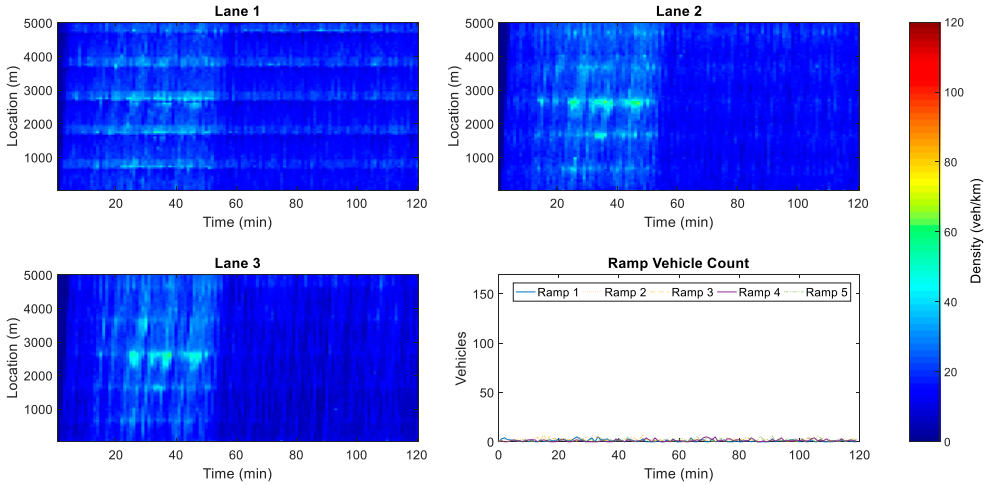 Lane 1
5000
4000
3000
2000
1000
Location (m)
20 40 60 80 100 120
Time (min)
Lane 2
5000
4000
3000
2000
1000
Location (m)
20 40 60 80 100 120
Time (min)
Lane 3
5000
4000
3000
2000
1000
Location (m)
20 40 60 80 100 120
Time (min)
Ramp Vehicle Count
Ramp 1 Ramp 2 Ramp 3 Ramp 4 Ramp 5
150
100
50
0
Vehicles
0 20 40 60 80 100 120
Time (min)
120
100
80
60
40
20
0
Density (veh/km)